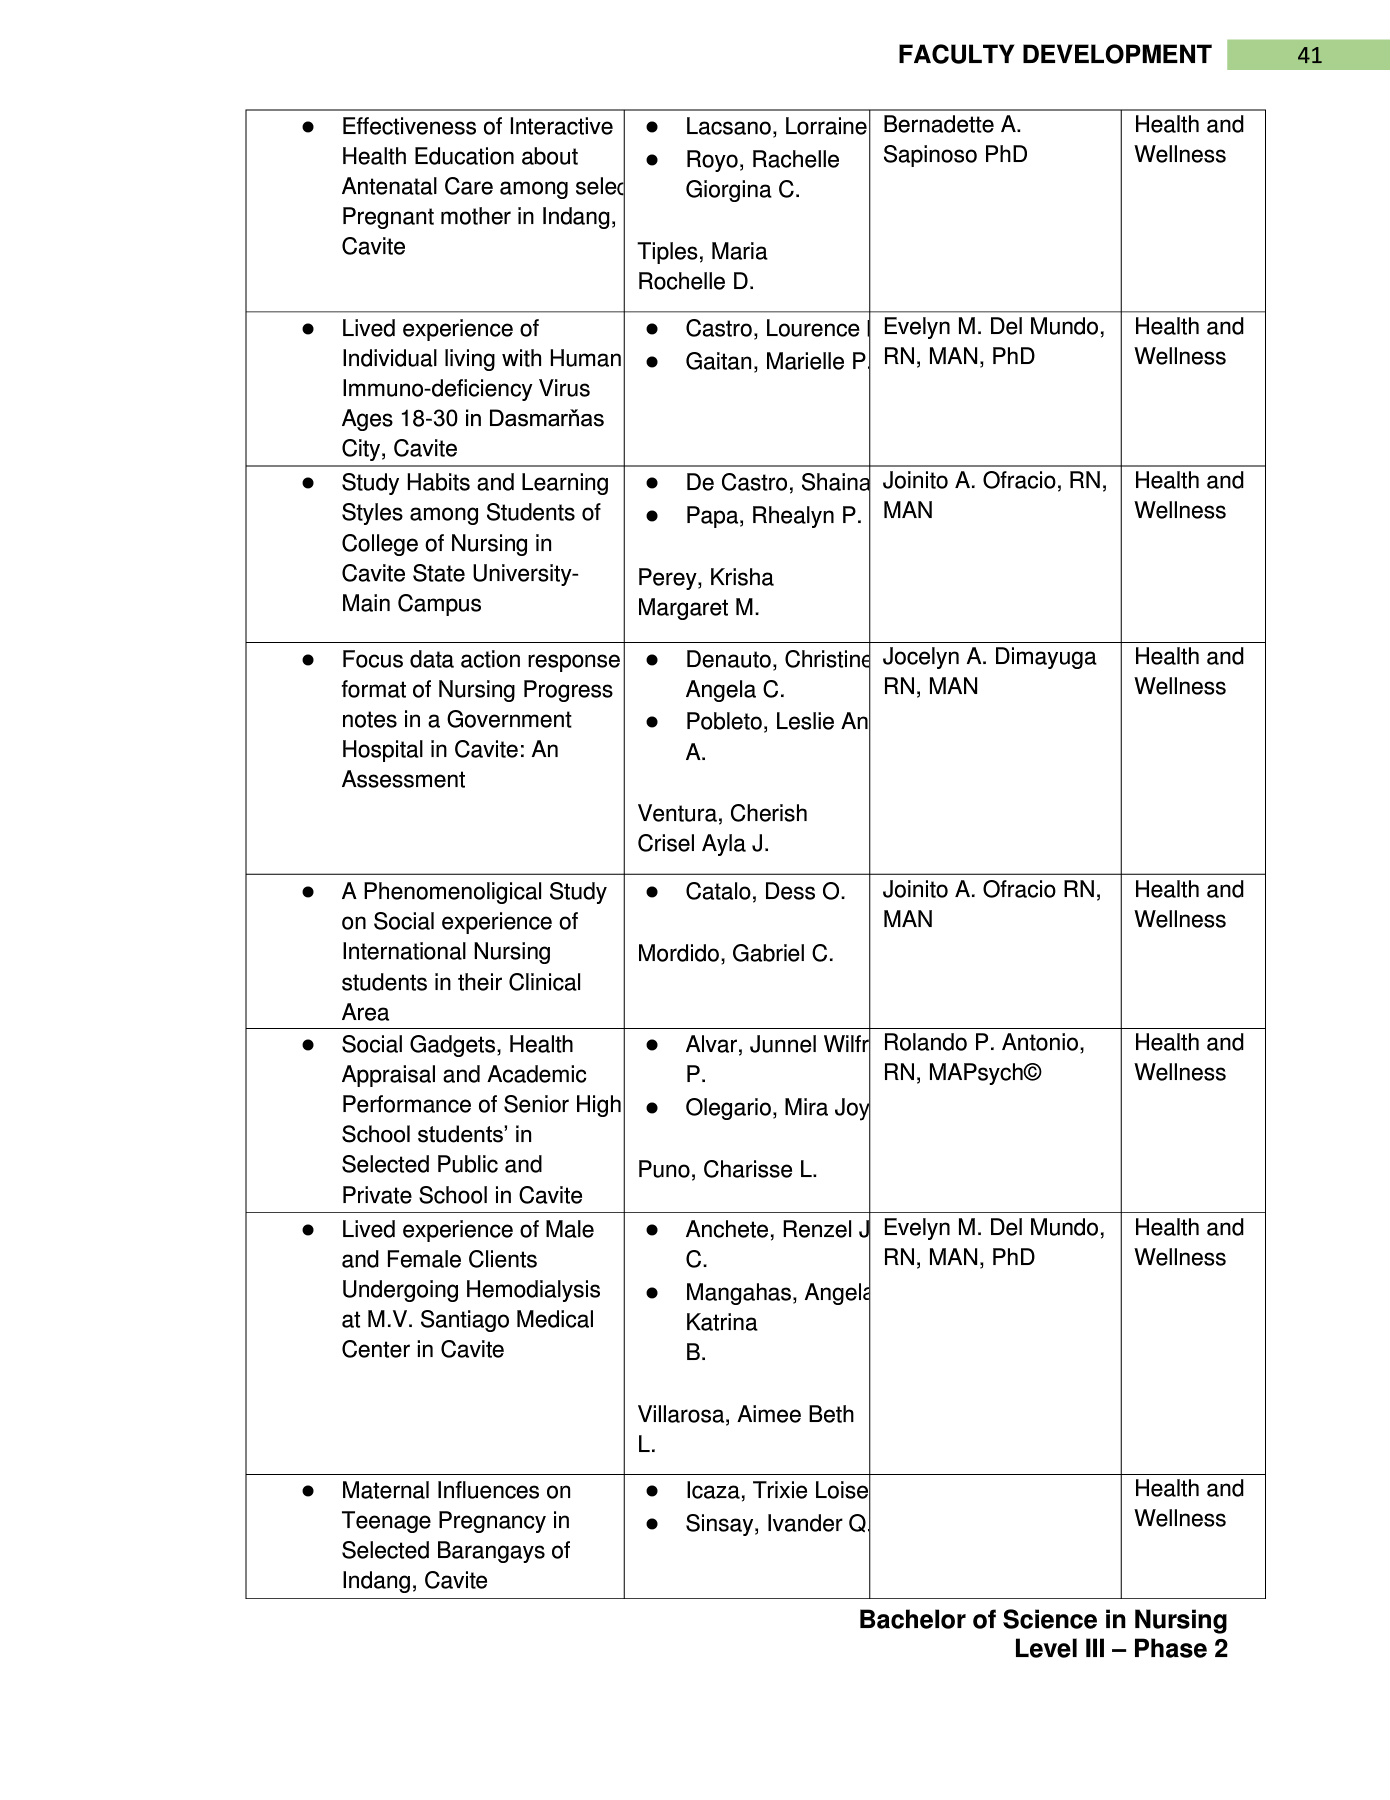 FACULTY DEVELOPMENT 41
● Effectiveness of Interactive
Health Education about
Antenatal Care among selec
Pregnant mother in Indang,
Cavite
● Lacsano, Lorraine
● Royo, Rachelle
Giorgina C.
Tiples, Maria
Rochelle D.
Bernadette A.
Sapinoso PhD
Health and
Wellness
● Lived experience of
Individual living with Human
Immuno-deficiency Virus
Ages 18-30 in Dasmarňas
City, Cavite
● Castro, Lourence
● Gaitan, Marielle P.
Evelyn M. Del Mundo,
RN, MAN, PhD
Health and
Wellness
● Study Habits and Learning
Styles among Students of
College of Nursing in
Cavite State University-
Main Campus
● De Castro, Shaina
● Papa, Rhealyn P.
Perey, Krisha
Margaret M.
Joinito A. Ofracio, RN,
MAN
Health and
Wellness
● Focus data action response
format of Nursing Progress
notes in a Government
Hospital in Cavite: An
Assessment
● Denauto, Christine
Angela C.
● Pobleto, Leslie An
A.
Ventura, Cherish
Crisel Ayla J.
Jocelyn A. Dimayuga
RN, MAN
Health and
Wellness
● A Phenomenoligical Study
on Social experience of
International Nursing
students in their Clinical
Area
● Catalo, Dess O.
Mordido, Gabriel C.
Joinito A. Ofracio RN,
MAN
Health and
Wellness
● Social Gadgets, Health
Appraisal and Academic
Performance of Senior High
School students’ in
Selected Public and
Private School in Cavite
● Alvar, Junnel Wilfr
P.
● Olegario, Mira Joy
Puno, Charisse L.
Rolando P. Antonio,
RN, MAPsych©
Health and
Wellness
● Lived experience of Male
and Female Clients
Undergoing Hemodialysis
at M.V. Santiago Medical
Center in Cavite
● Anchete, Renzel J
C.
● Mangahas, Angela
Katrina
B.
Villarosa, Aimee Beth
L.
Evelyn M. Del Mundo,
RN, MAN, PhD
Health and
Wellness
● Maternal Influences on
Teenage Pregnancy in
Selected Barangays of
Indang, Cavite
● Icaza, Trixie Loise
● Sinsay, Ivander Q.
Health and
Wellness
Bachelor of Science in Nursing
Level III – Phase 2